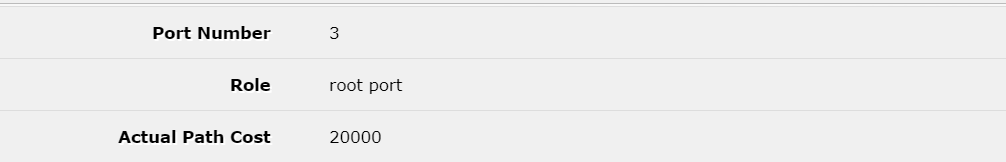 Port Number 3
Role root port
Actual Path Cost 20000